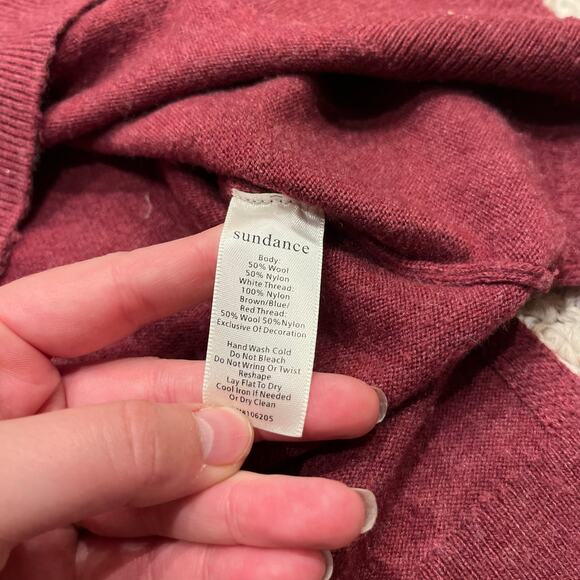 sundance
Body:
50% Wool
50% Nylon
White Thread:
100% Nylon
Brown/Blue/
Red Thread:
50% Wool 50%Nylon
Exclusive Of Decoration
Hand Wash Cold
Do Not Bleach
Do Not Wring Or Twist
Reshape
Lay Flat To Dry
Cool Iron If Needed
Or Dry Clean